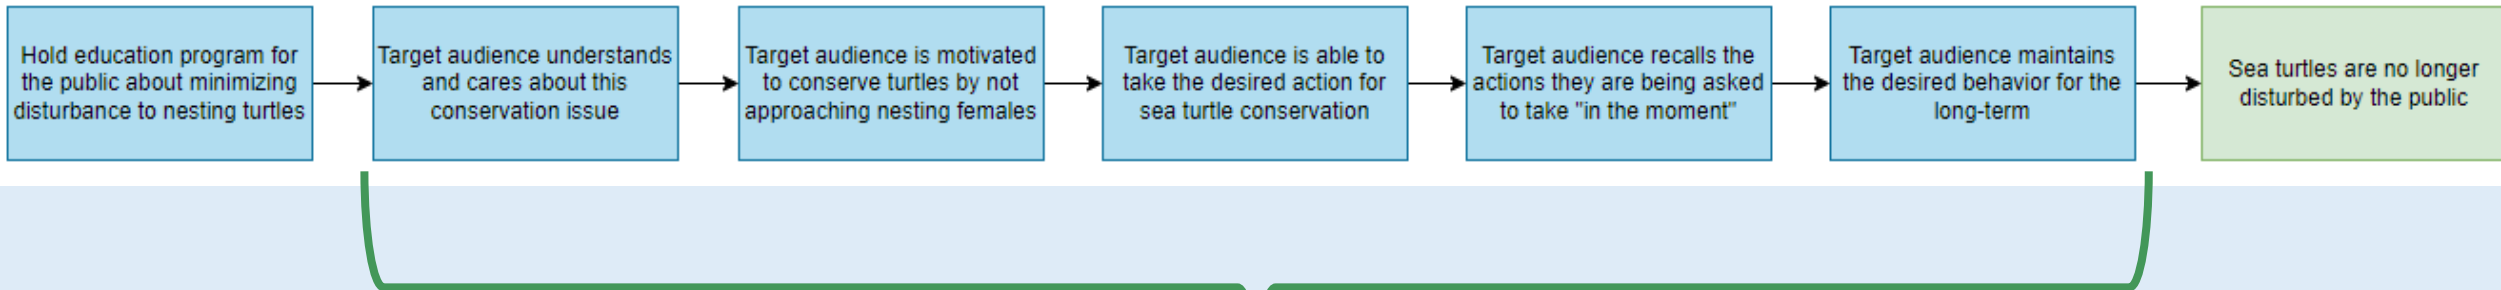 Hold education program for
the public about minimizing
disturbance to nesting turtles
Target audience understands
and cares about this
conservation issue
Target audience is motivated
to conserve turtles by not
approaching nesting females
Target audience is able to
take the desired action for
sea turtle conservation
Target audience recalls the
actions they are being asked
to take "in the moment"
Target audience maintains
the desired behavior for the
long-term
Sea turtles are no longer
disturbed by the public